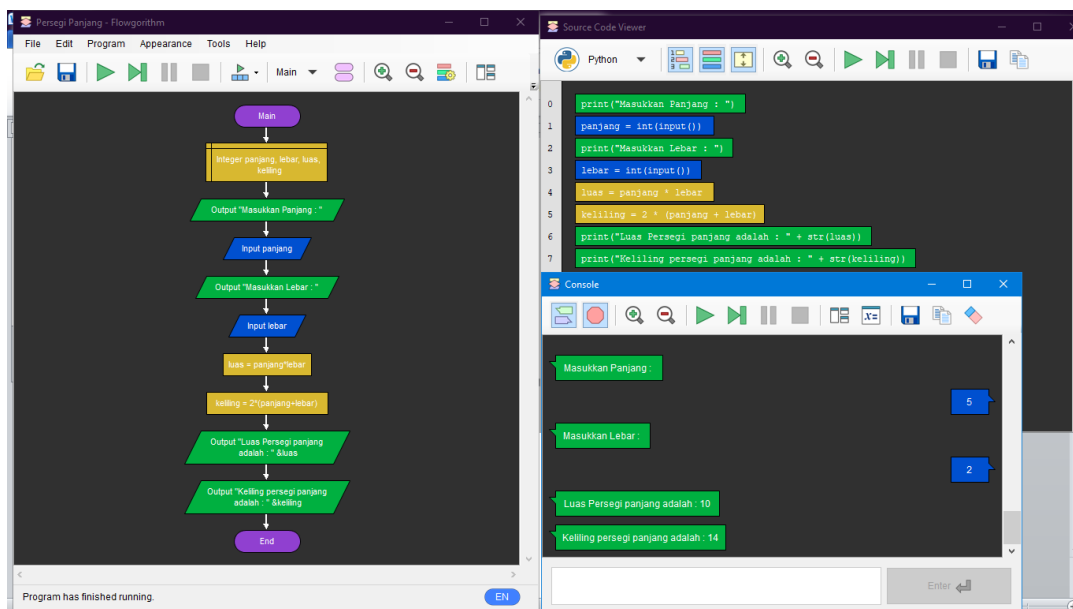 Persegi Panjang - Flowgorithm
File Edit Program Appearance Tools Help
Main
Main
Integer panjang, lebar, luas,
keliling
Output "Masukkan Panjang : "
Input panjang
Output "Masukkan Lebar : "
Input lebar
luas = panjang*lebar
keliling = 2*(panjang+lebar)
Output "Luas Persegi panjang
adalah : " &luas
Output "Keliling persegi panjang
adalah : " &keliling
End
Program has finished running.
EN
Source Code Viewer
Python
0 print("Masukkan Panjang : ")
1 panjang = int(input())
2 print("Masukkan Lebar : ")
3 lebar = int(input())
4 luas = panjang * lebar
5 keliling = 2 * (panjang + lebar)
6 print("Luas Persegi panjang adalah : " + str(luas))
7 print("Keliling persegi panjang adalah : " + str(keliling))
Console
x=
Masukkan Panjang :
5
Masukkan Lebar :
2
Luas Persegi panjang adalah : 10
Keliling persegi panjang adalah : 14
Enter